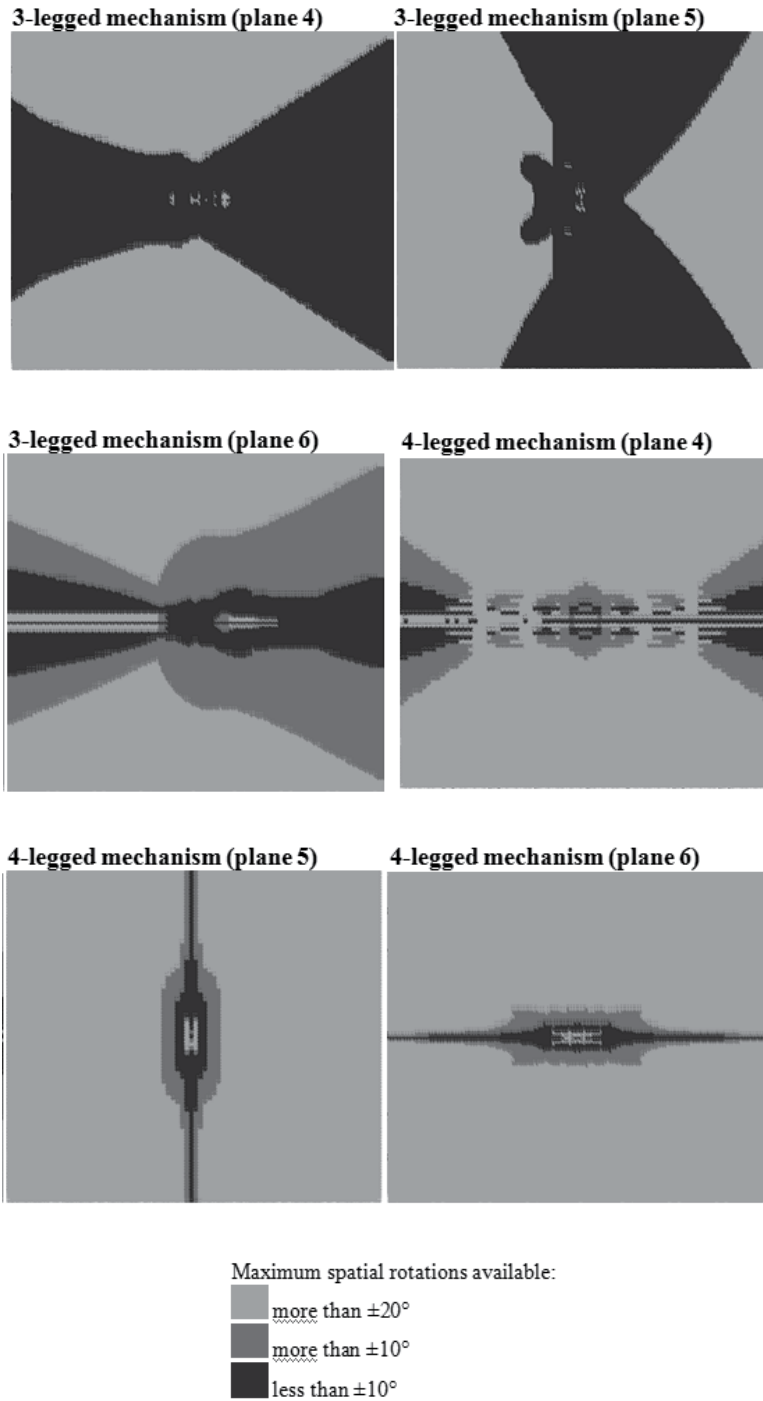 3-legged mechanism (plane 4)
3-legged mechanism (plane 5)
3-legged mechanism (plane 6)
4-legged mechanism (plane 4)
4-legged mechanism (plane 5)
4-legged mechanism (plane 6)
Maximum spatial rotations available:
more than ±20°
more than ±10°
less than ±10°